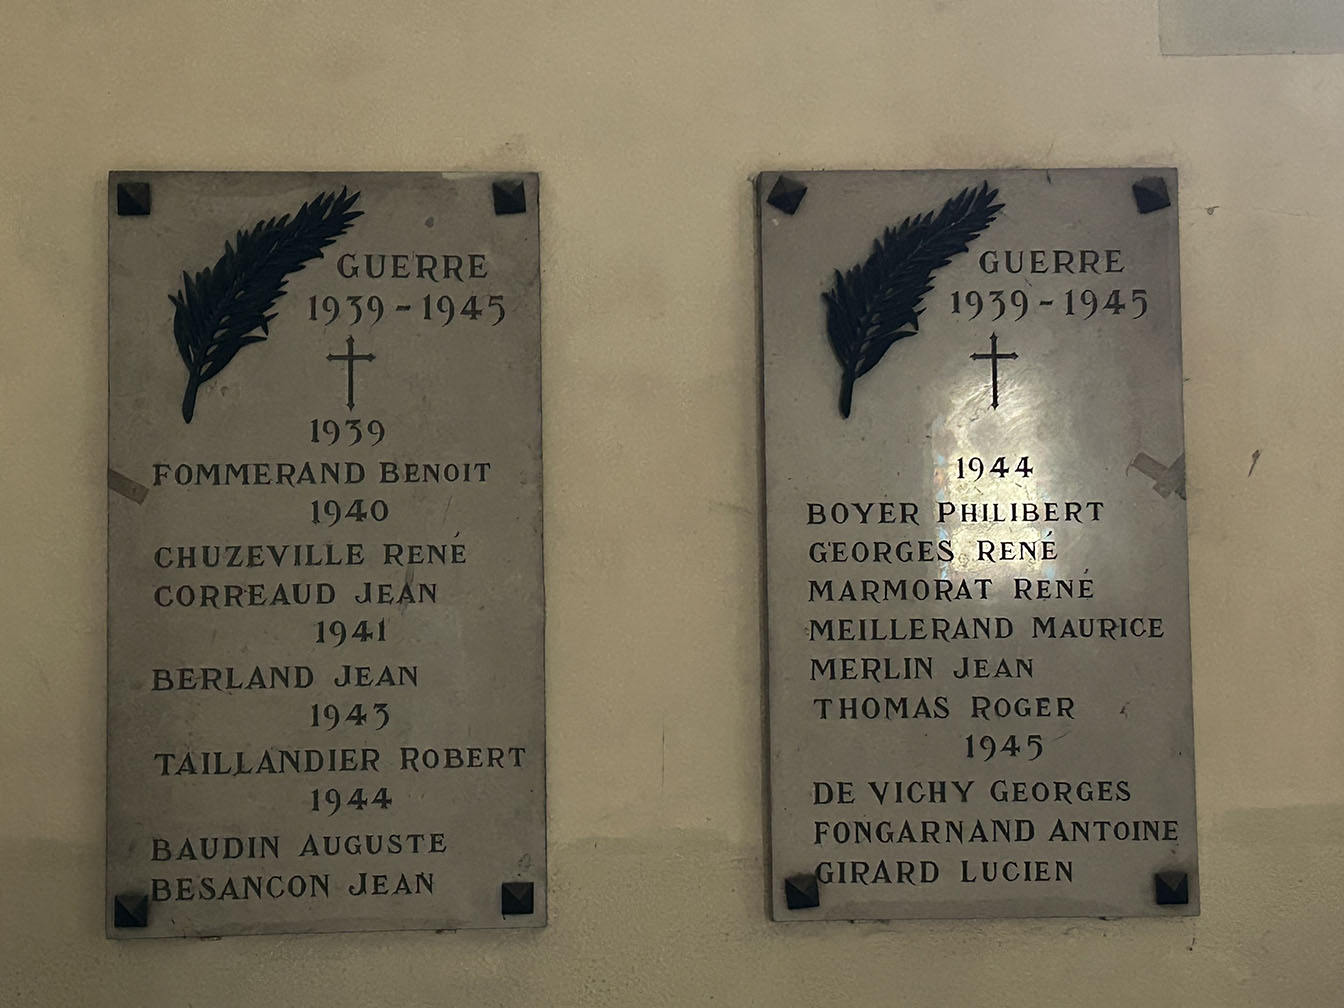 GUERRE
1939-1945
1939
FOMMERAND BENOIT
1940
CHUZEVILLE RENÉ
CORREAUD JEAN
1941
BERLAND JEAN
1943
TAILLANDIER ROBERT
1944
BAUDIN AUGUSTE
BESANCON JEAN
GUERRE
1939-1945
1944
BOYER PHILIBERT
GEORGES RENÉ
MARMORAT RENÉ
MEILLERAND MAURICE
MERLIN JEAN
THOMAS ROGER
1945
DE VICHY GEORGES
FONGARNAND ANTOINE
GIRARD LUCIEN